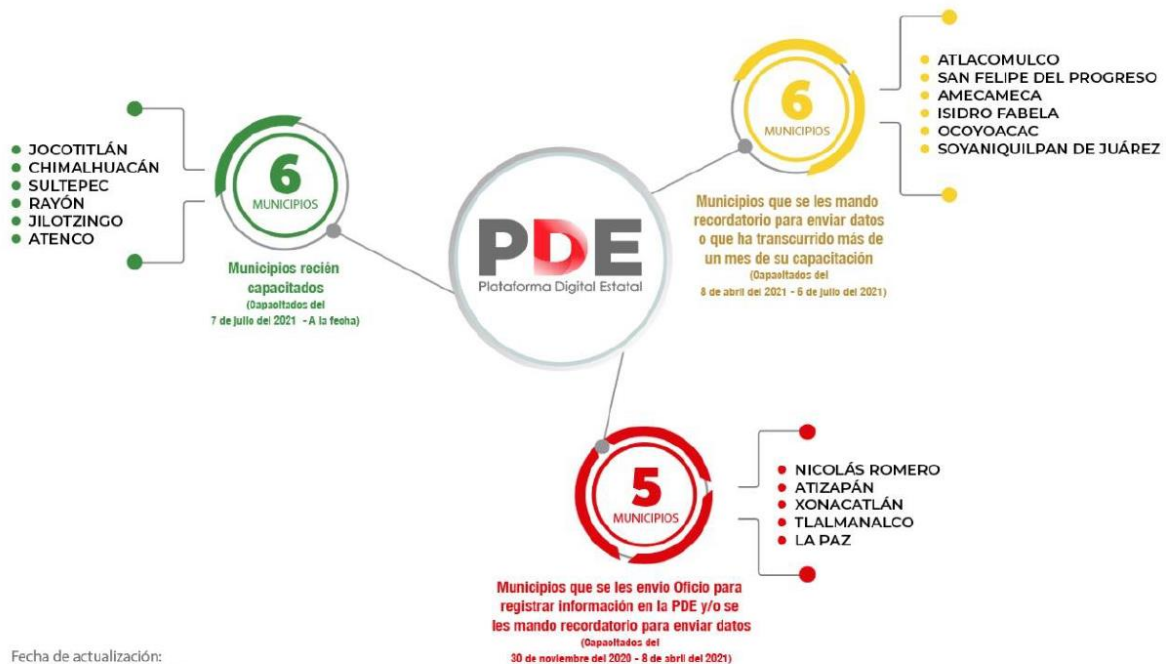 JOCOTITLÁN
CHIMALHUACÁN
SULTEPEC
RAYÓN
JILOTZINGO
ATENCO
6
MUNICIPIOS
Municipios recién
capacitados
(Capacitados del
7 de julio del 2021 - A la fecha)
PDE
Plataforma Digital Estatal
6
MUNICIPIOS
ATLACOMULCO
SAN FELIPE DEL PROGRESO
AMECAMECA
ISIDRO FABELA
OCOYOACAC
SOYANIQUILPAN DE JUÁREZ
Municipios que se les mando
recordatorio para enviar datos
o que ha transcurrido más de
un mes de su capacitación
(Capacitados del
8 de abril del 2021 - 6 de julio del 2021)
5
MUNICIPIOS
NICOLÁS ROMERO
ATIZAPÁN
XONACATLÁN
TLALMANALCO
LA PAZ
Municipios que se les envio Oficio para
registrar información en la PDE y/o se
les mando recordatorio para enviar datos
(Capacitados del
30 de noviembre del 2020 - 8 de abril del 2021)
Fecha de actualización: